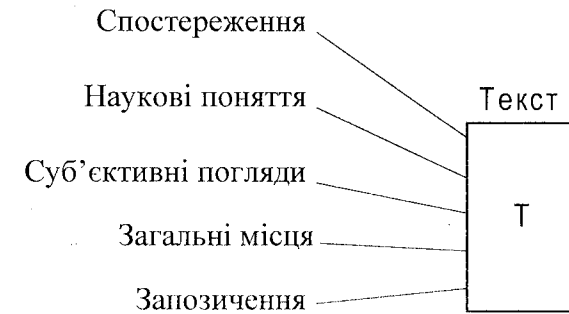 Спостереження
Наукові поняття
Текст
Суб’єктивні погляди
Т
Загальні місця
Запозичення